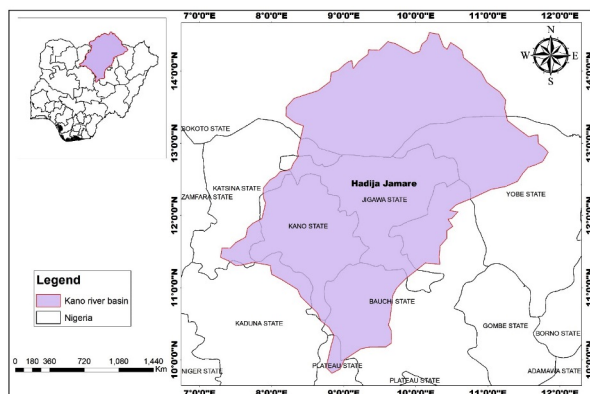 7°0'0"E 8°0'0"E 9°0'0"E 10°0'0"E 11°0'0"E 12°0'0"E
N
W E
S
14°0'0"N 14°0'0"N
SOKOTO STATE
13°0'0"N 13°0'0"N
Hadija Jamare
KATSINA STATE
ZAMFARA STATE JIGAWA STATE YOBE STATE
12°0'0"N 12°0'0"N
KANO STATE
11°0'0"N 11°0'0"N
Legend
Kano river basin
Nigeria
BAUCHI STATE
KADUNA STATE GOMBE STATE
BORNO STATE
0 180 360 720 1,080 1,440
Km
10°0'0"N 10°0'0"N
NIGER STATE PLATEAU STATE ADAMAWA STATE
PLATEAU STATE
7°0'0"E 8°0'0"E 9°0'0"E 10°0'0"E 11°0'0"E 12°0'0"E